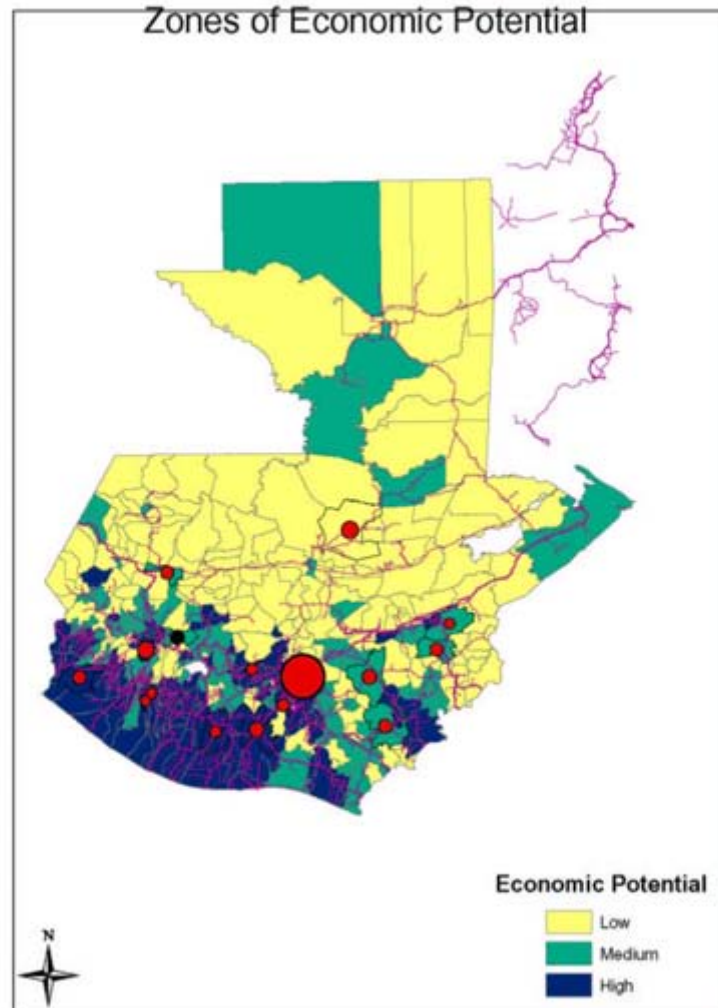 Zones of Economic Potential
Economic Potential
Low
Medium
High
N